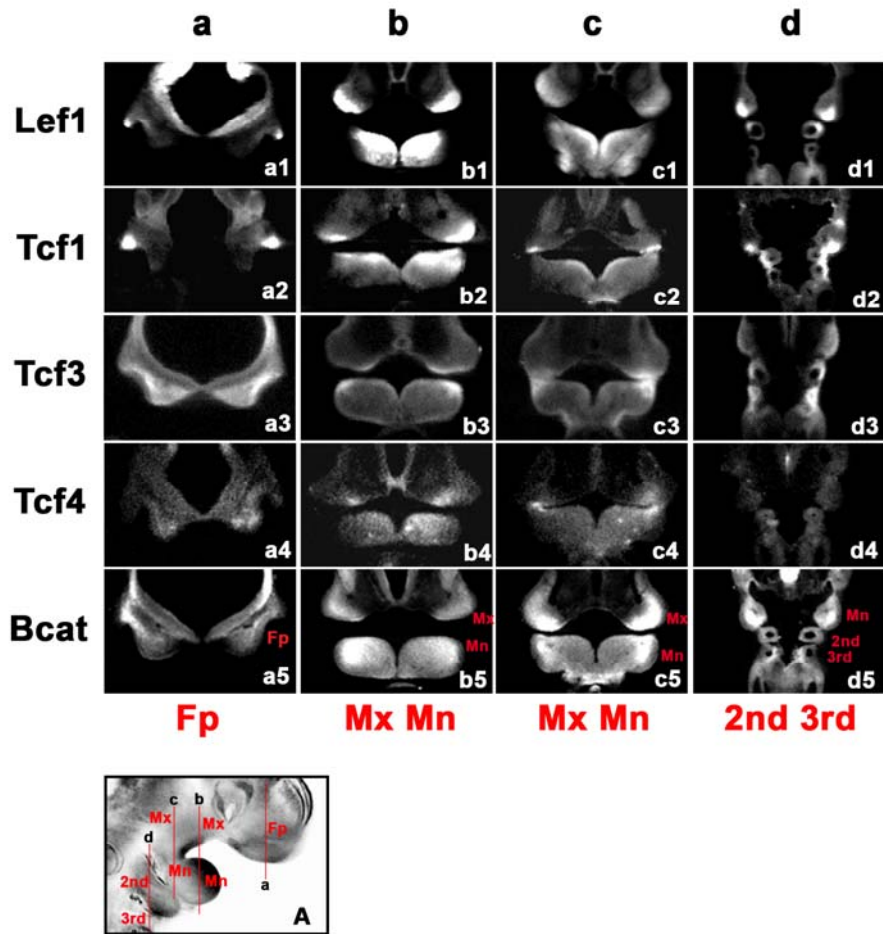 a b c d
Lef1 a1 b1 c1 d1
Tcf1 a2 b2 c2 d2
Tcf3 a3 b3 c3 d3
Tcf4 a4 b4 c4 d4
Bcat Fp a5 Mx Mn b5 Mx Mn c5 Mn 2nd 3rd d5
Fp Mx Mn Mx Mn 2nd 3rd
c b
Mx Mx Fp
d
2nd Mn Mn a
3rd A